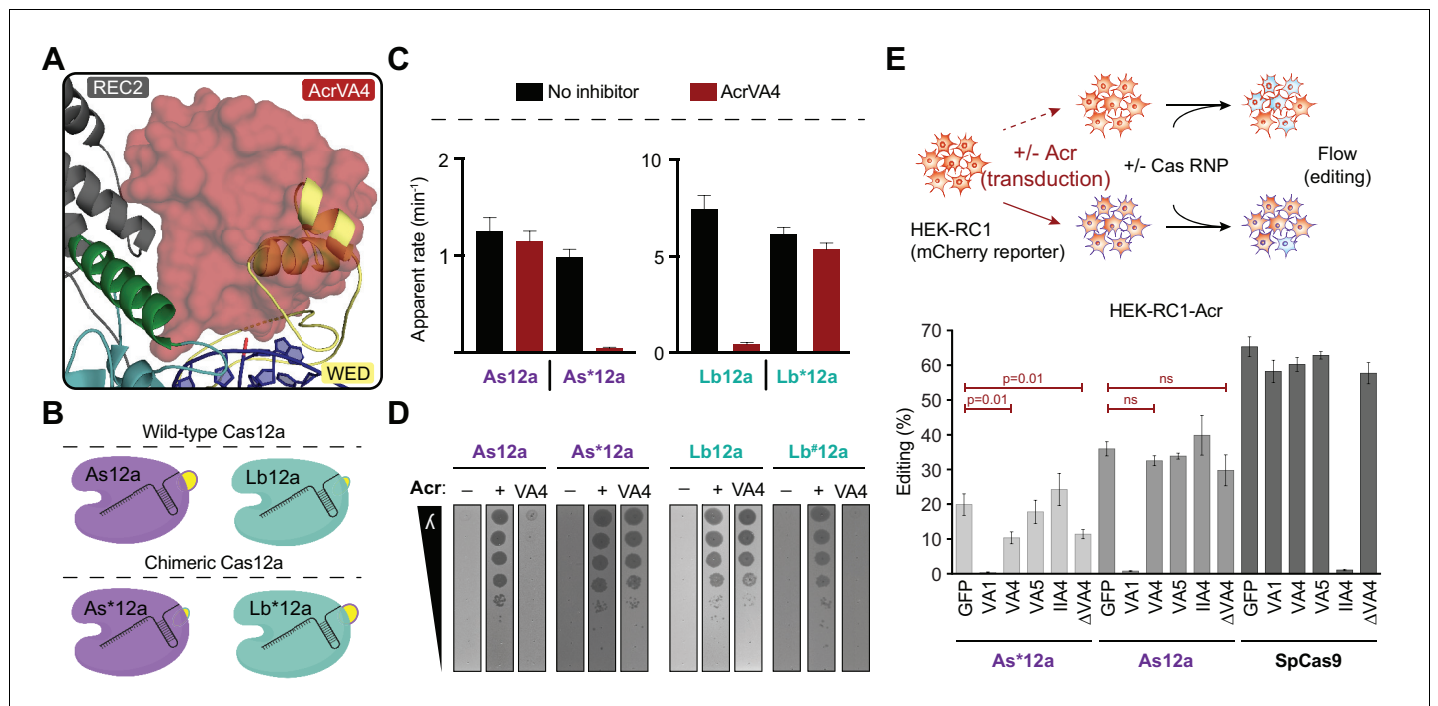 A
REC2
AcrVA4
WED
B
Wild-type Cas12a
As12a
Lb12a
Chimeric Cas12a
As*12a
Lb*12a
C
No inhibitor
AcrVA4
Apparent rate (min⁻¹)
2
1
10
5
0
As12a
As*12a
Lb12a
Lb*12a
D
As12a
As*12a
Lb12a
Lb#12a
Acr:
– + VA4
– + VA4
– + VA4
– + VA4
λ
E
+/- Acr
(transduction)
+/- Cas RNP
Flow
(editing)
HEK-RC1
(mCherry reporter)
HEK-RC1-Acr
Editing (%)
70
60
50
40
30
20
10
0
p=0.01
p=0.01
ns
ns
GFP
VA1
VA4
VA5
IIA4
ΔVA4
GFP
VA1
VA4
VA5
IIA4
ΔVA4
GFP
VA1
VA4
VA5
IIA4
ΔVA4
As*12a
As12a
SpCas9